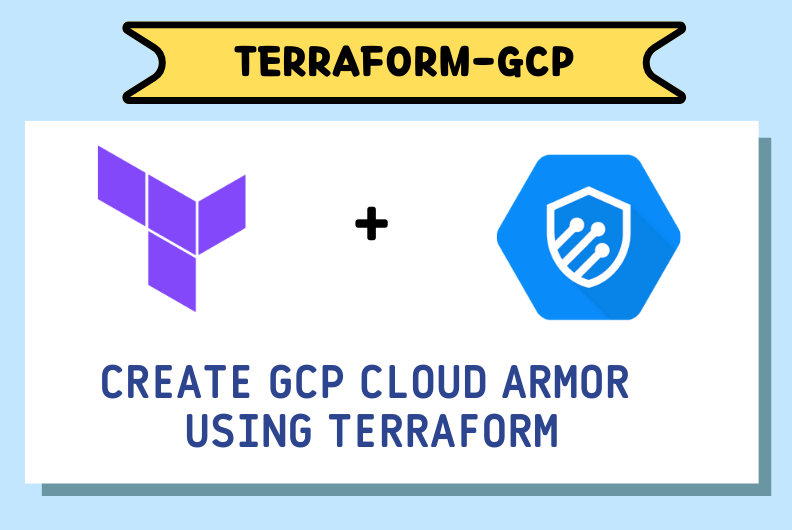 TERRAFORM-GCP
+
CREATE GCP CLOUD ARMOR
USING TERRAFORM